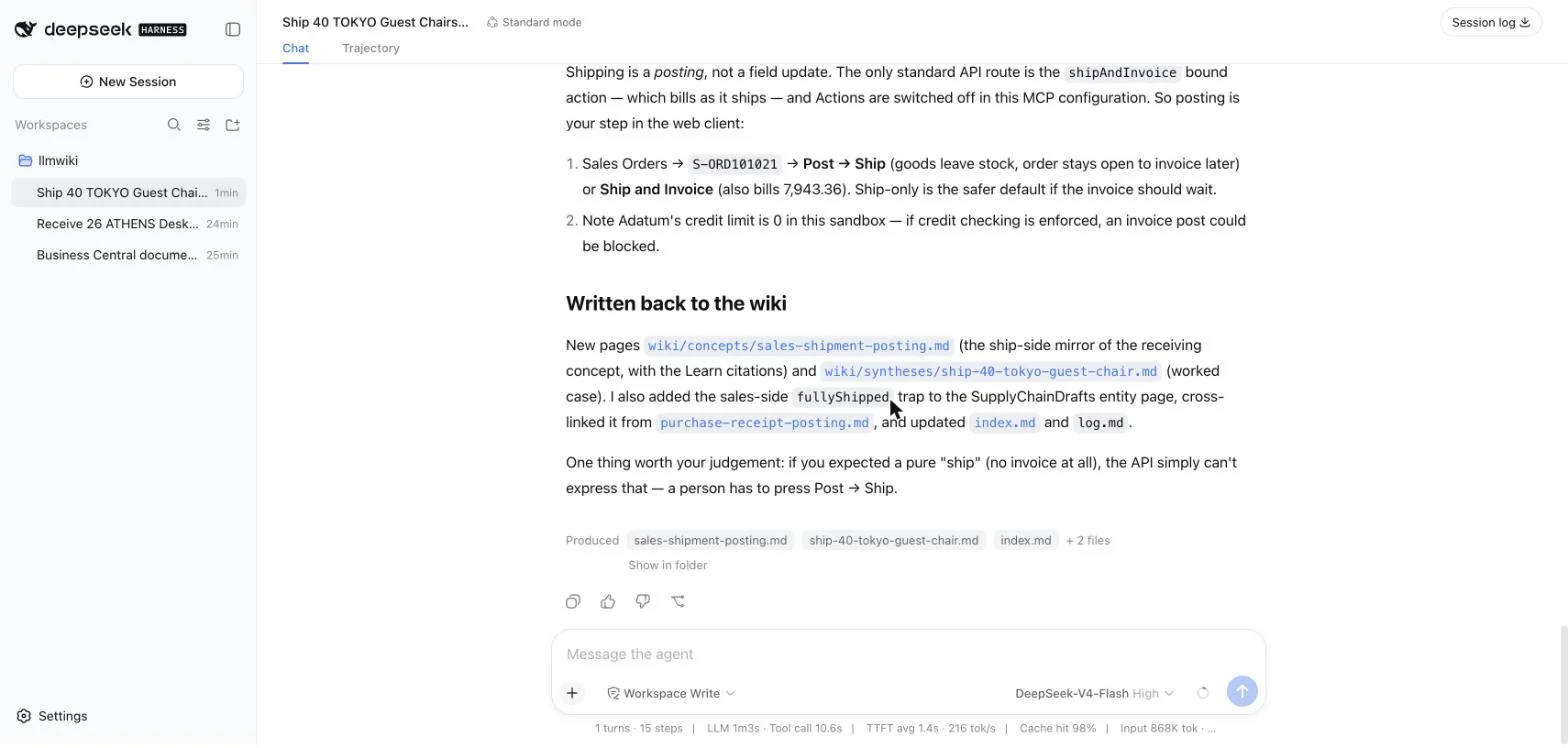 deepseek HARNESS
New Session
Workspaces
llmwiki
Ship 40 TOKYO Guest Chai... 1min
Receive 26 ATHENS Desk... 24min
Business Central docume... 25min
Settings
Ship 40 TOKYO Guest Chairs... Standard mode
Session log
Chat Trajectory
Shipping is a posting, not a field update. The only standard API route is the shipAndInvoice bound
action — which bills as it ships — and Actions are switched off in this MCP configuration. So posting is
your step in the web client:
1. Sales Orders → S-ORD101021 → Post → Ship (goods leave stock, order stays open to invoice later)
or Ship and Invoice (also bills 7,943.36). Ship-only is the safer default if the invoice should wait.
2. Note Adatum's credit limit is 0 in this sandbox — if credit checking is enforced, an invoice post could
be blocked.
Written back to the wiki
New pages wiki/concepts/sales-shipment-posting.md (the ship-side mirror of the receiving
concept, with the Learn citations) and wiki/syntheses/ship-40-tokyo-guest-chair.md (worked
case). I also added the sales-side fullyShipped trap to the SupplyChainDrafts entity page, cross-
linked it from purchase-receipt-posting.md, and updated index.md and log.md.
One thing worth your judgement: if you expected a pure "ship" (no invoice at all), the API simply can't
express that — a person has to press Post → Ship.
Produced sales-shipment-posting.md ship-40-tokyo-guest-chair.md index.md + 2 files
Show in folder
Message the agent
Workspace Write DeepSeek-V4-Flash High
1 turns · 15 steps | LLM 1m3s · Tool call 10.6s | TTFT avg 1.4s · 216 tok/s | Cache hit 98% | Input 868K tok · ...